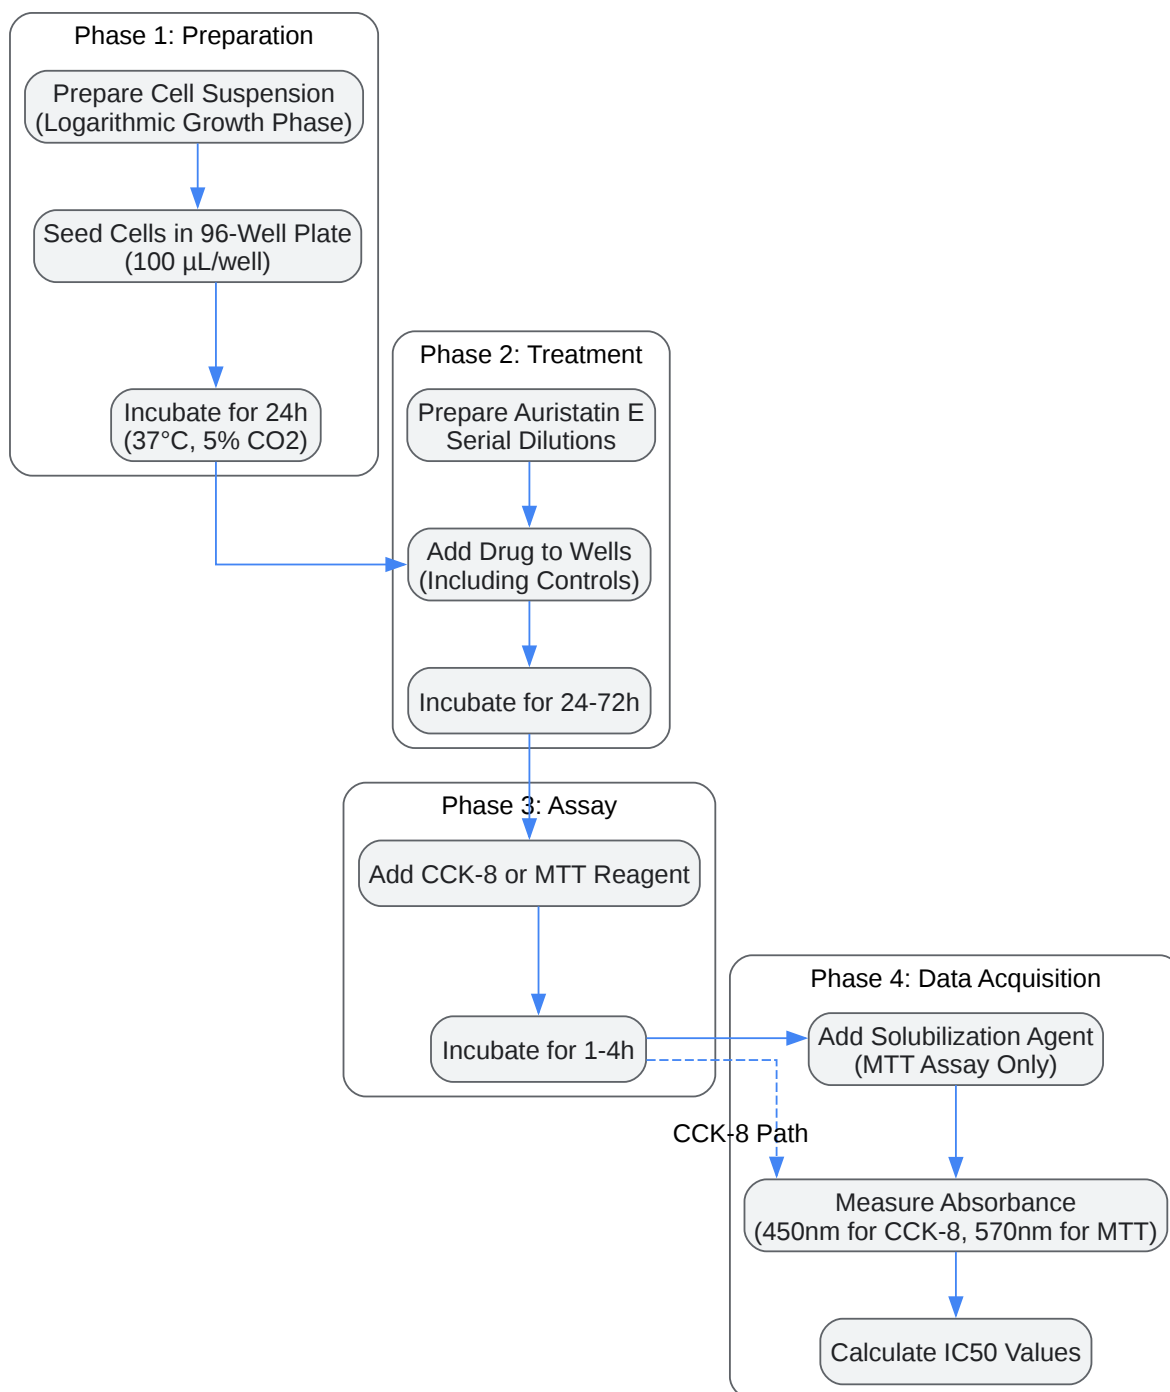 Phase 1: Preparation
Prepare Cell Suspension
(Logarithmic Growth Phase)
Seed Cells in 96-Well Plate
(100 µL/well)
Incubate for 24h
(37°C, 5% CO2)
Phase 2: Treatment
Prepare Auristatin E
Serial Dilutions
Add Drug to Wells
(Including Controls)
Incubate for 24-72h
Phase 3: Assay
Add CCK-8 or MTT Reagent
Incubate for 1-4h
Phase 4: Data Acquisition
Add Solubilization Agent
(MTT Assay Only)
CCK-8 Path
Measure Absorbance
(450nm for CCK-8, 570nm for MTT)
Calculate IC50 Values